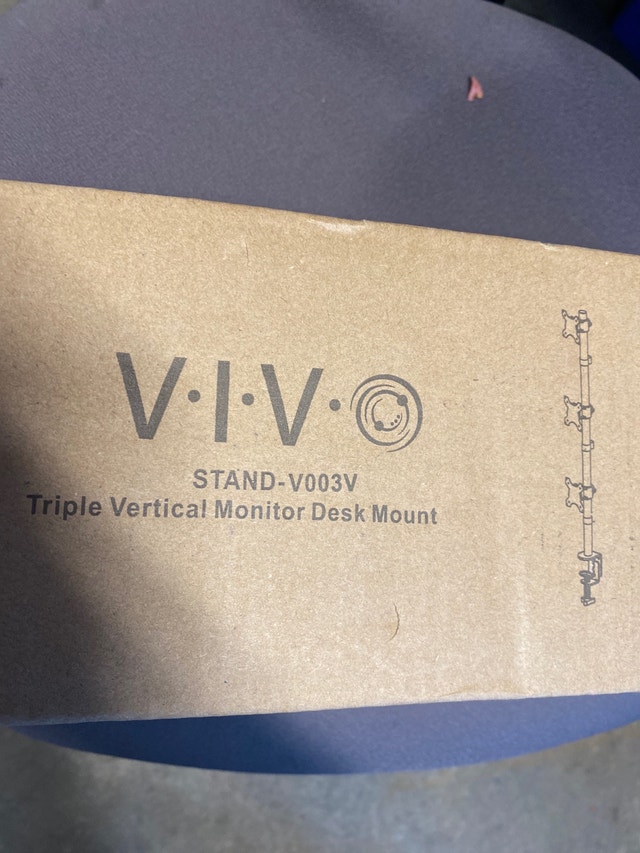 V·I·V·O
STAND-V003V
Triple Vertical Monitor Desk Mount